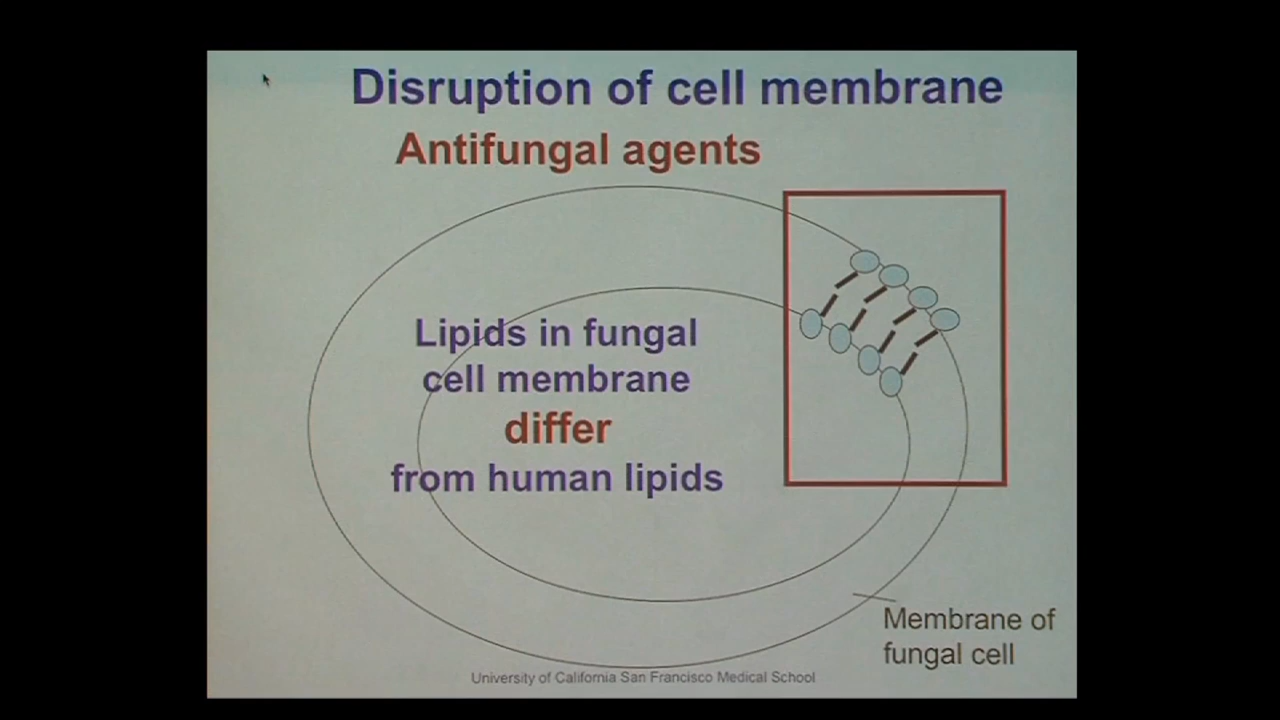 Disruption of cell membrane
Antifungal agents
Lipids in fungal
cell membrane
differ
from human lipids
Membrane of
fungal cell
University of California San Francisco Medical School